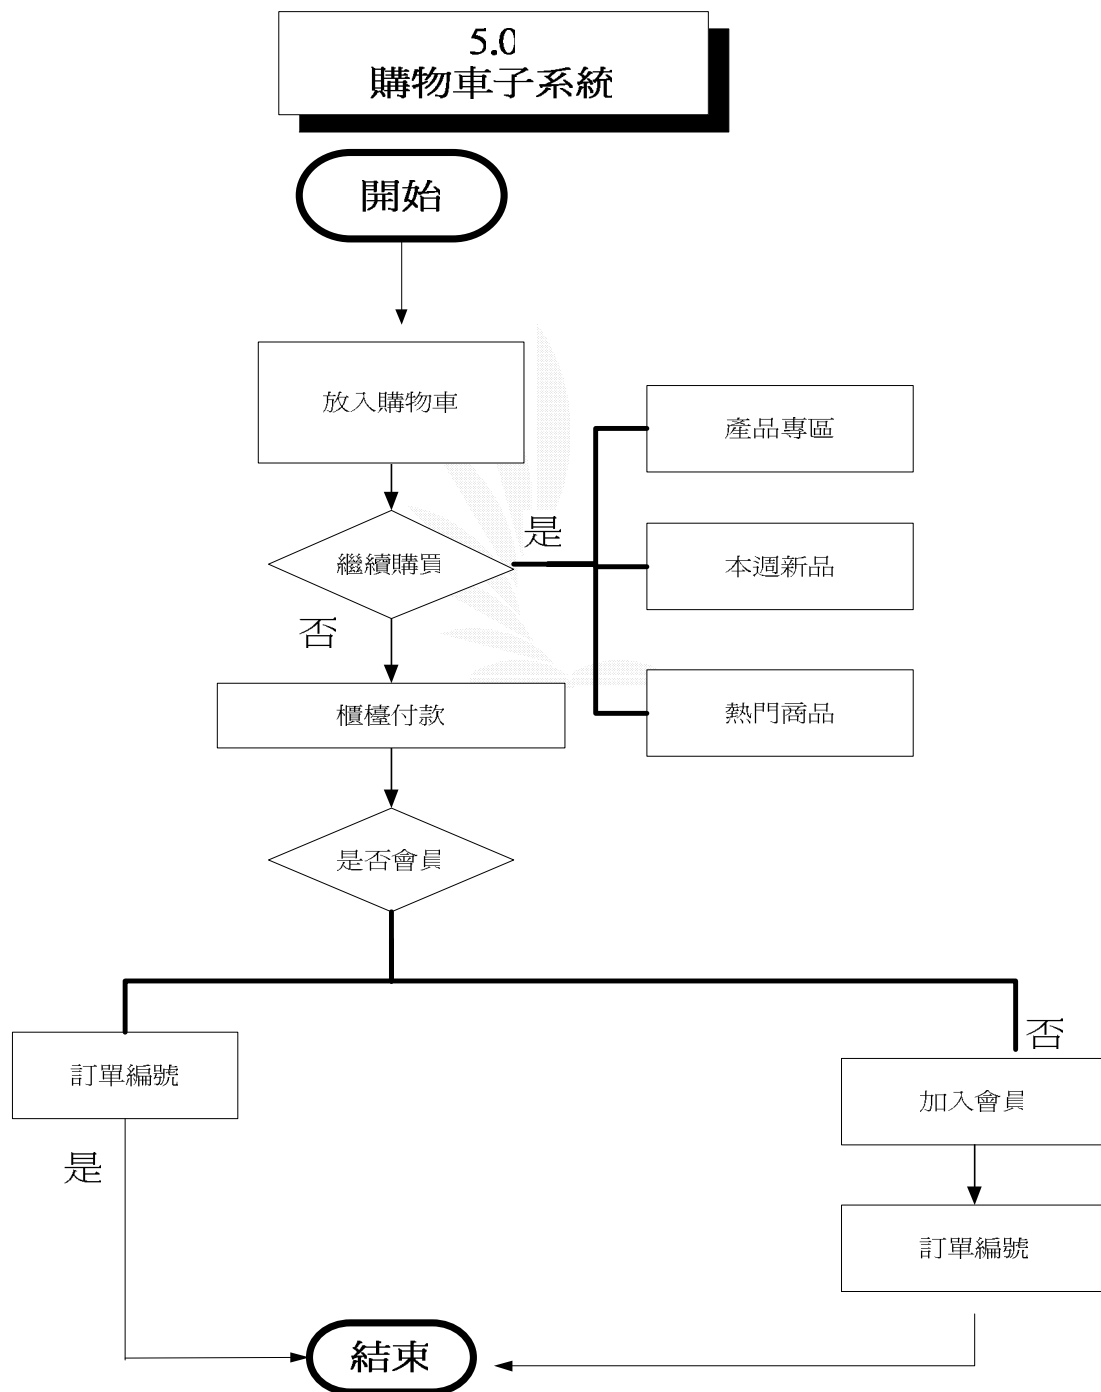 5.0
購物車子系統
開始
放入購物車
產品專區
是
繼續購買
本週新品
否
櫃檯付款
熱門商品
是否會員
否
訂單編號
加入會員
是
訂單編號
結束